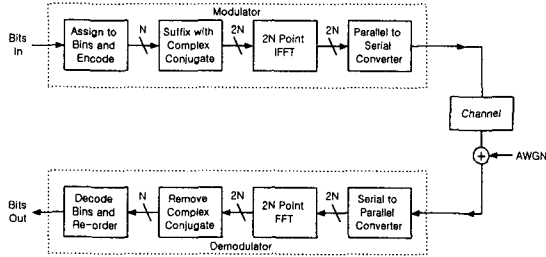 Modulator
Bits
In
Assign to
Bins and
Encode
N
Suffix with
Complex
Conjugate
2N
2N Point
IFFT
2N
Parallel to
Serial
Converter
Channel
+
AWGN
Bits
Out
Decode
Bins and
Re-order
N
Remove
Complex
Conjugate
2N
2N Point
FFT
2N
Serial to
Parallel
Converter
Demodulator